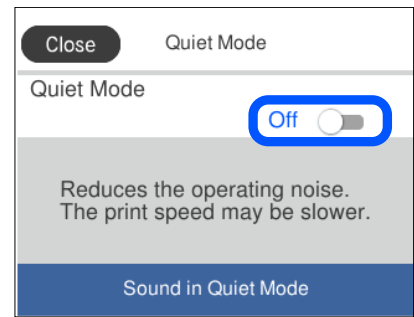 Close Quiet Mode
Quiet Mode
Off
Reduces the operating noise.
The print speed may be slower.
Sound in Quiet Mode